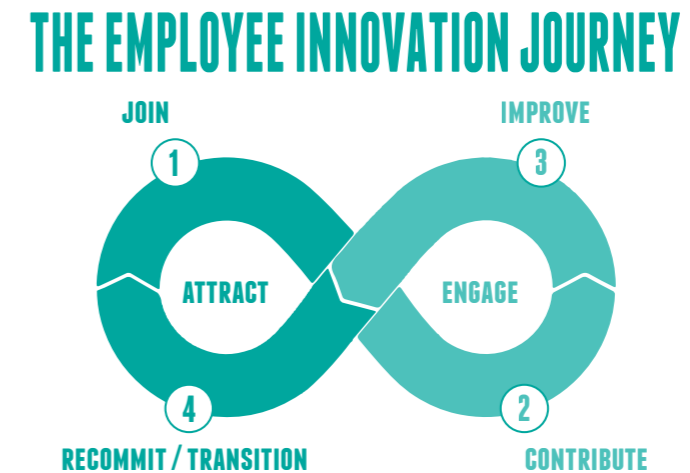 THE EMPLOYEE INNOVATION JOURNEY
JOIN
IMPROVE
1
3
ATTRACT
ENGAGE
4
2
RECOMMIT / TRANSITION
CONTRIBUTE